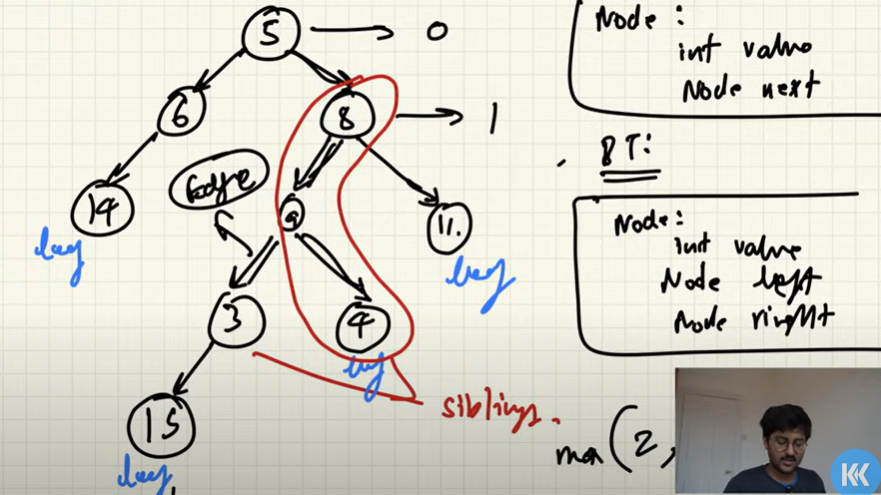 5 → 0
6
8 → 1
Edge
14
9
11.
leaf
leaf
3
4
leaf
15
leaf
siblings.
Node:
int value
Node next
BT:
Node:
int value
Node left
Node right
max(2,
KK